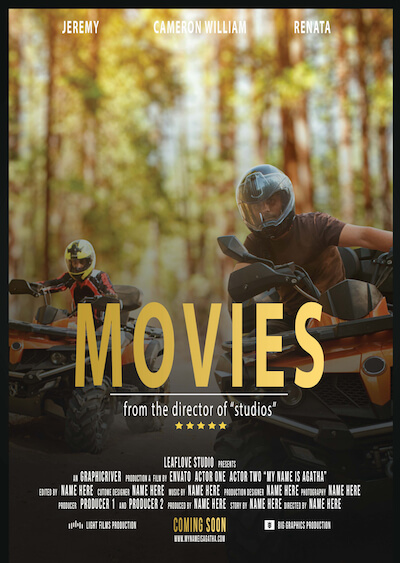 JEREMY CAMERON WILLIAM RENATA
MOVIES
from the director of "studios"
LEAFLOVE STUDIO PRESENTS
AN GRAPHICRIVER PRODUCTION A FILM BY ENVATO ACTOR ONE ACTOR TWO "MY NAME IS AGATHA"
EDITED BY NAME HERE CUTOME DESIGNER NAME HERE MUSIC BY NAME HERE PRODUCTION DESIGNER NAME HERE PHOTOGRAPHY NAME HERE
PRODUCER PRODUCER 1 AND PRODUCER 2 PRODUCED BY NAME HERE STORY BY NAME HERE DIRECTED BY NAME HERE
LIGHT FILMS PRODUCTION COMING SOON BIG GRAPHICS PRODUCTION
WWW.MYNAMEISAGATHA.COM